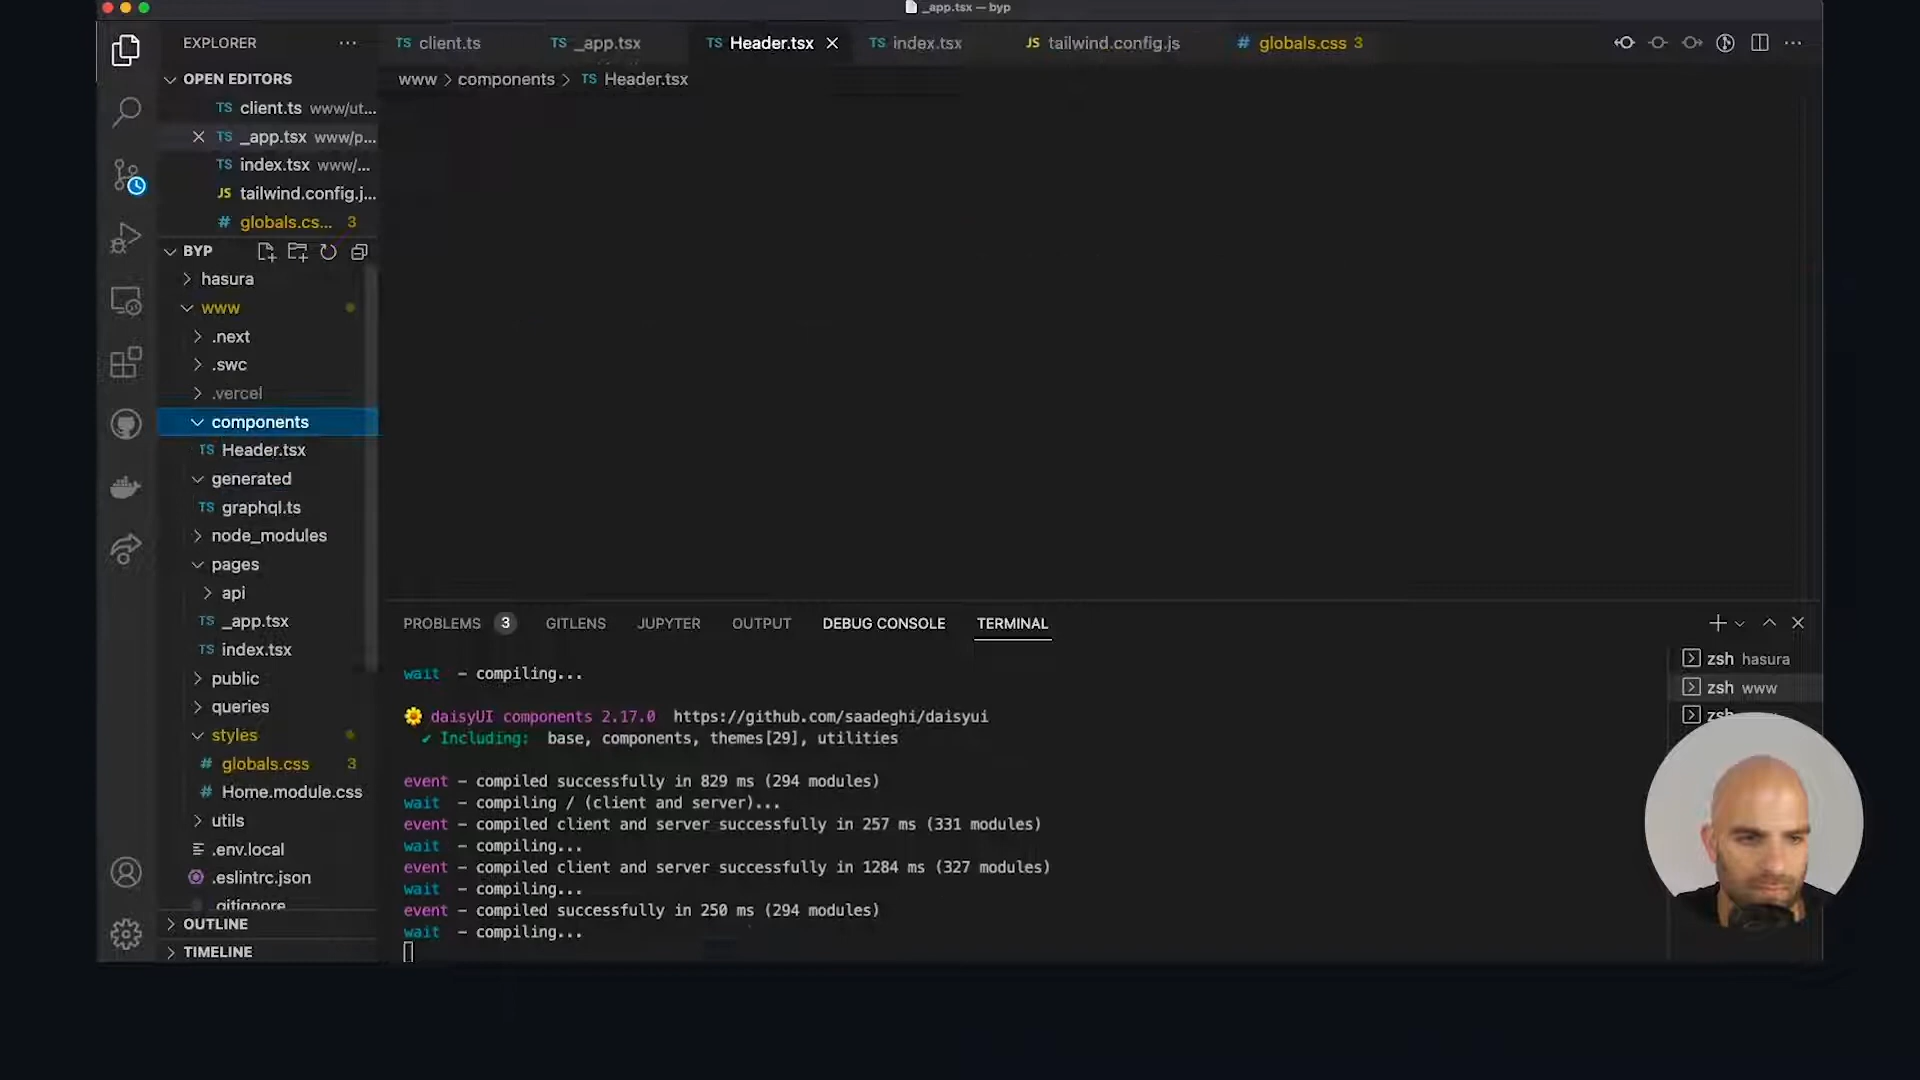 _app.tsx — byp
EXPLORER
TS client.ts
TS _app.tsx
TS Header.tsx
TS index.tsx
JS tailwind.config.js
# globals.css 3
OPEN EDITORS
www > components > TS Header.tsx
TS client.ts www/ut...
TS _app.tsx www/p...
TS index.tsx www/...
JS tailwind.config.j...
# globals.cs... 3
BYP
hasura
www
.next
.swc
.vercel
components
TS Header.tsx
generated
TS graphql.ts
node_modules
pages
api
TS _app.tsx
TS index.tsx
public
queries
styles
# globals.css 3
# Home.module.css
utils
.env.local
.eslintrc.json
.gitignore
OUTLINE
TIMELINE
PROBLEMS 3 GITLENS JUPYTER OUTPUT DEBUG CONSOLE TERMINAL
wait - compiling...
daisyUI components 2.17.0 https://github.com/saadeghi/daisyui
✔ Including: base, components, themes[29], utilities
event - compiled successfully in 829 ms (294 modules)
wait - compiling / (client and server)...
event - compiled client and server successfully in 257 ms (331 modules)
wait - compiling...
event - compiled client and server successfully in 1284 ms (327 modules)
wait - compiling...
event - compiled successfully in 250 ms (294 modules)
wait - compiling...
zsh hasura
zsh www
zsh